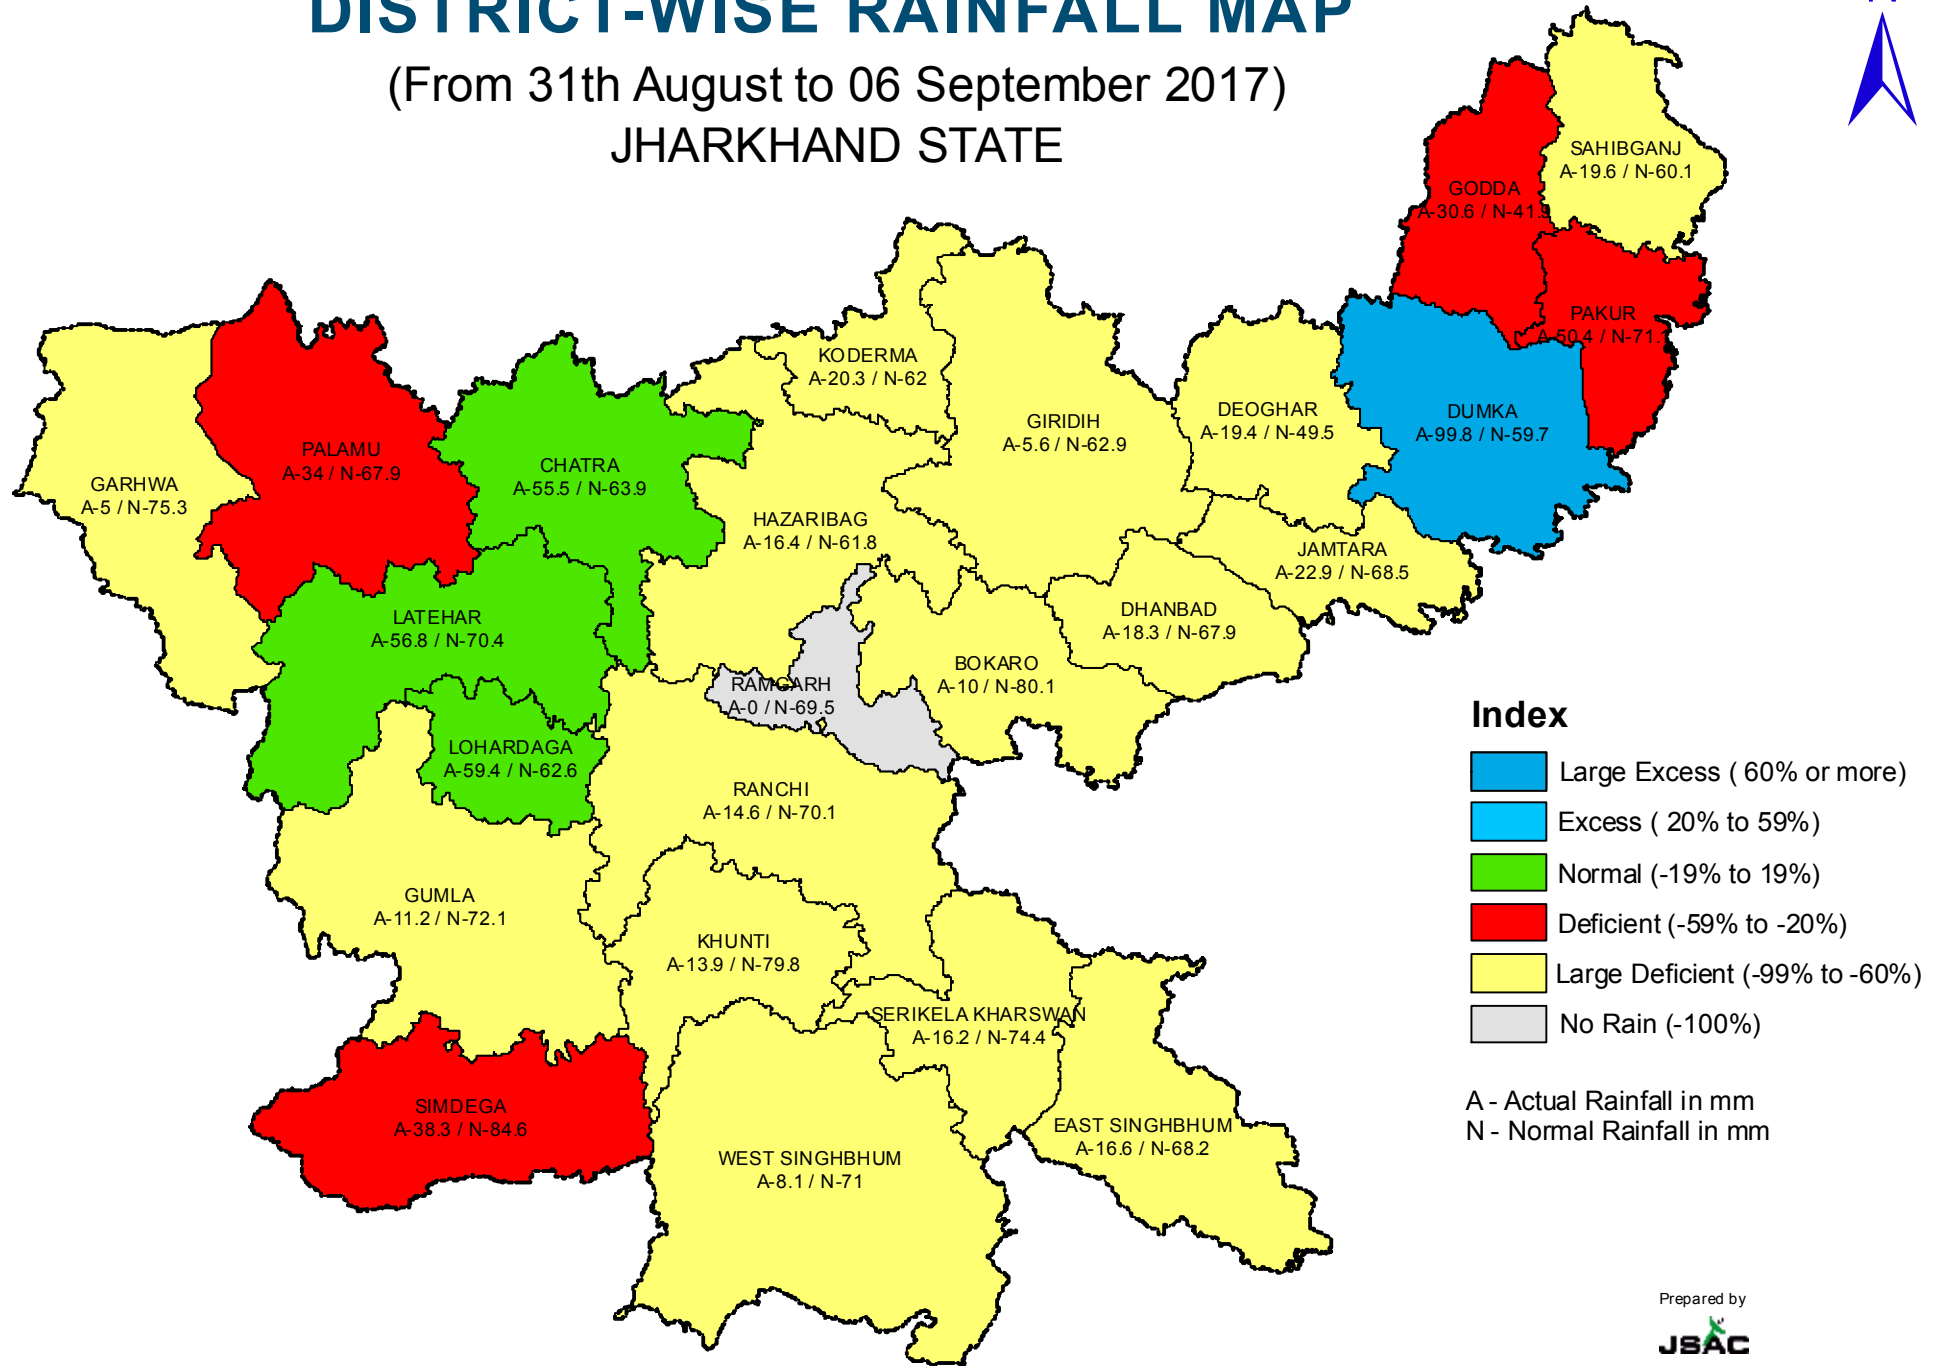 DISTRICT-WISE RAINFALL MAP
(From 31th August to 06 September 2017)
JHARKHAND STATE
SAHIBGANJ
A-19.6 / N-60.1
GODDA
A-30.6 / N-41.9
PAKUR
A-50.4 / N-71.1
KODERMA
A-20.3 / N-62
GIRIDIH
A-5.6 / N-62.9
DEOGHAR
A-19.4 / N-49.5
DUMKA
A-99.8 / N-59.7
PALAMU
A-34 / N-67.9
CHATRA
A-55.5 / N-63.9
GARHWA
A-5 / N-75.3
HAZARIBAG
A-16.4 / N-61.8
JAMTARA
A-22.9 / N-68.5
LATEHAR
A-56.8 / N-70.4
DHANBAD
A-18.3 / N-67.9
BOKARO
A-10 / N-80.1
RAMGARH
A-0 / N-69.5
LOHARDAGA
A-59.4 / N-62.6
RANCHI
A-14.6 / N-70.1
GUMLA
A-11.2 / N-72.1
KHUNTI
A-13.9 / N-79.8
SERIKELA KHARSWAN
A-16.2 / N-74.4
SIMDEGA
A-38.3 / N-84.6
EAST SINGHBHUM
A-16.6 / N-68.2
WEST SINGHBHUM
A-8.1 / N-71
Index
Large Excess ( 60% or more)
Excess ( 20% to 59%)
Normal (-19% to 19%)
Deficient (-59% to -20%)
Large Deficient (-99% to -60%)
No Rain (-100%)
A - Actual Rainfall in mm
N - Normal Rainfall in mm
Prepared by
JSAC